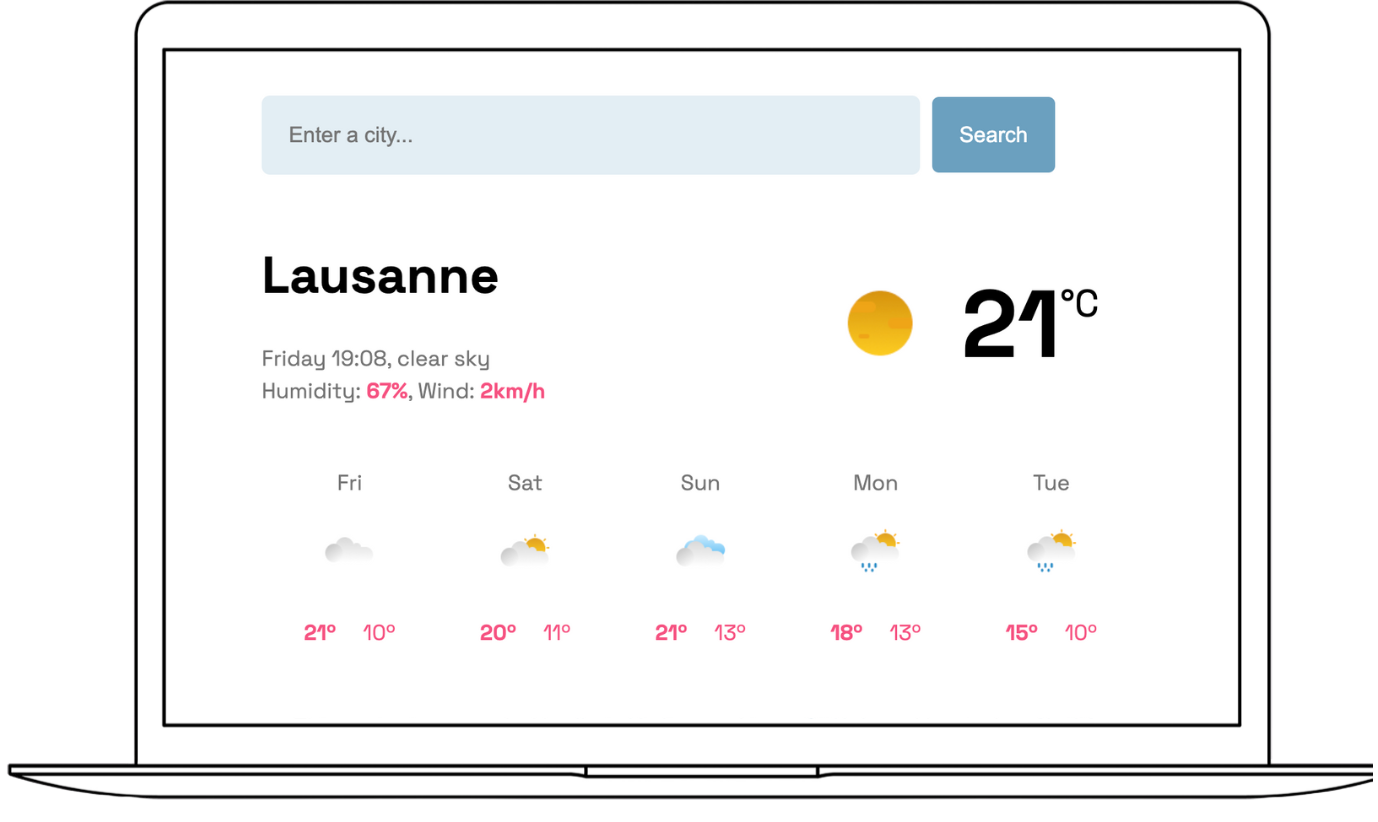 Enter a city...
Search
Lausanne
21°C
Friday 19:08, clear sky
Humidity: 67%, Wind: 2km/h
Fri Sat Sun Mon Tue
21° 10° 20° 11° 21° 13° 18° 13° 15° 10°